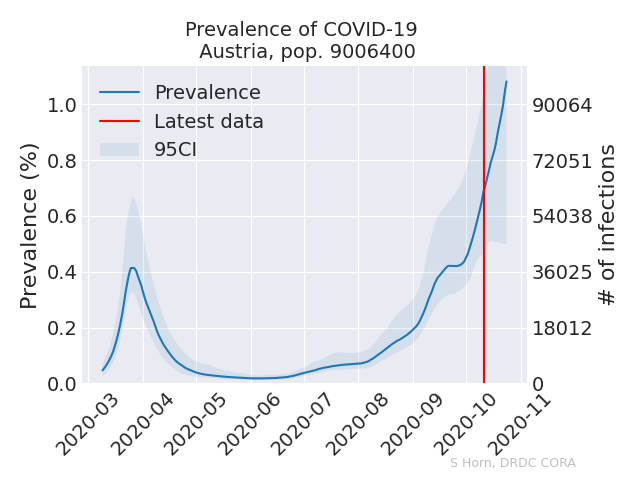 Prevalence of COVID-19
Austria, pop. 9006400
Prevalence
Latest data
95CI
Prevalence (%)
1.0
0.8
0.6
0.4
0.2
0.0
90064
72051
54038
36025
18012
0
# of infections
2020-03
2020-04
2020-05
2020-06
2020-07
2020-08
2020-09
2020-10
2020-11
S Horn, DRDC CORA